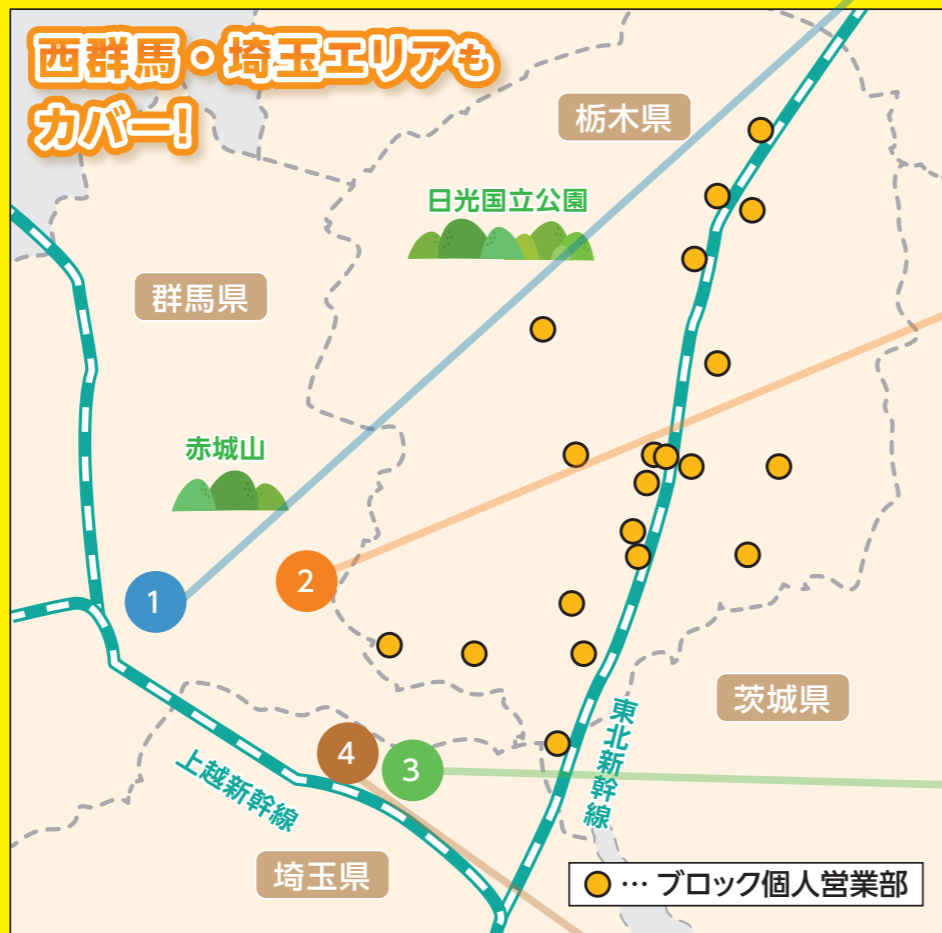 西群馬・埼玉エリアも
カバー!
栃木県
日光国立公園
群馬県
赤城山
1
2
茨城県
東北新幹線
4
3
上越新幹線
埼玉県
… ブロック個人営業部